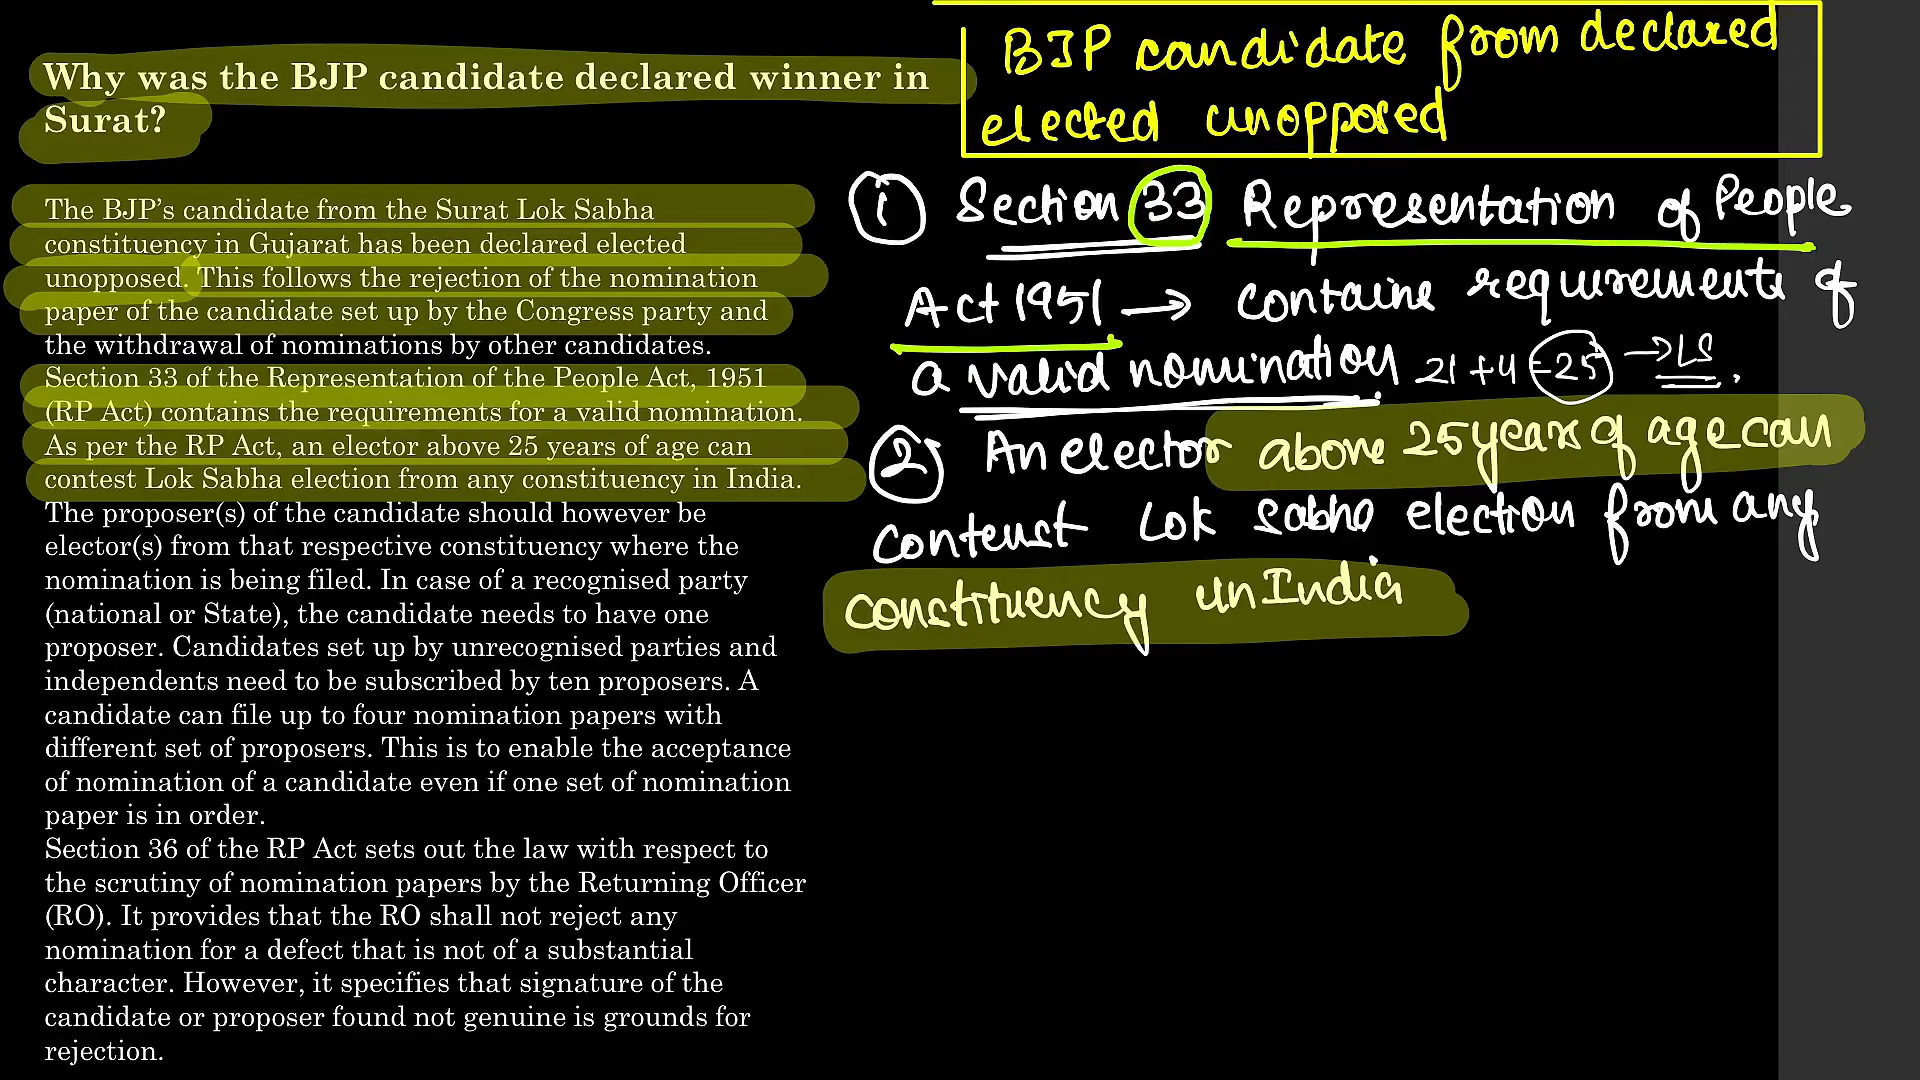 Why was the BJP candidate declared winner in
Surat?
The BJP's candidate from the Surat Lok Sabha
constituency in Gujarat has been declared elected
unopposed. This follows the rejection of the nomination
paper of the candidate set up by the Congress party and
the withdrawal of nominations by other candidates.
Section 33 of the Representation of the People Act, 1951
(RP Act) contains the requirements for a valid nomination.
As per the RP Act, an elector above 25 years of age can
contest Lok Sabha election from any constituency in India.
The proposer(s) of the candidate should however be
elector(s) from that respective constituency where the
nomination is being filed. In case of a recognised party
(national or State), the candidate needs to have one
proposer. Candidates set up by unrecognised parties and
independents need to be subscribed by ten proposers. A
candidate can file up to four nomination papers with
different set of proposers. This is to enable the acceptance
of nomination of a candidate even if one set of nomination
paper is in order.
Section 36 of the RP Act sets out the law with respect to
the scrutiny of nomination papers by the Returning Officer
(RO). It provides that the RO shall not reject any
nomination for a defect that is not of a substantial
character. However, it specifies that signature of the
candidate or proposer found not genuine is grounds for
rejection.
BJP candidate from declared
elected unopposed
1 Section 33 Representation of People
Act 1951 → contains requirements of
a valid nomination 21 + 4 = 25 → LS
2 An elector above 25 years of age can
conteust Lok Sabha election from any
constituency in India